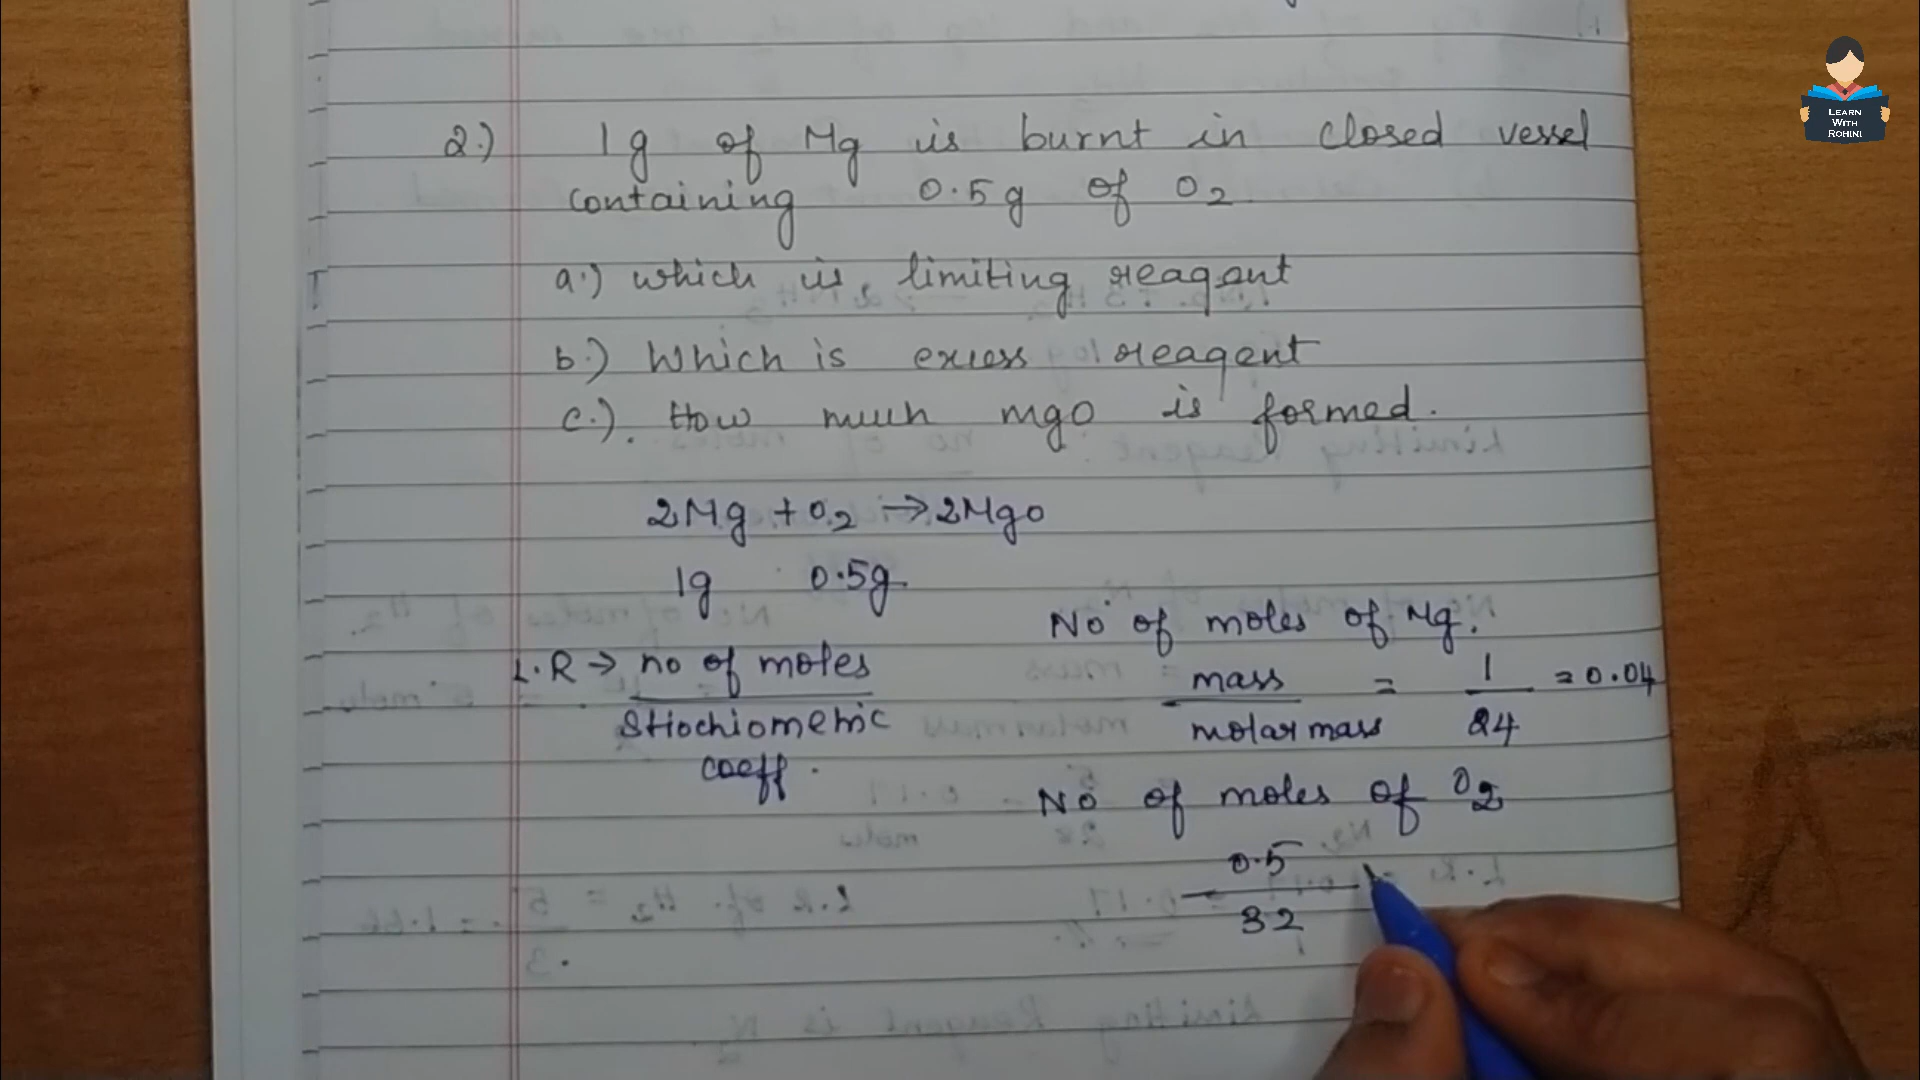 LEARN
WITH
ROHINI
2.) 1g of Mg is burnt in closed vessel
containing 0.5g of O2
a.) which is limiting reagent
b.) Which is excess reagent
c.). How much mgo is formed.
2Mg + O2 → 2Mgo
1g 0.5g
L.R → no of moles
Stiochiometric
coeff.
No of moles of Mg.
mass = 1 = 0.04
molar mass 24
No of moles of O2
0.5
32